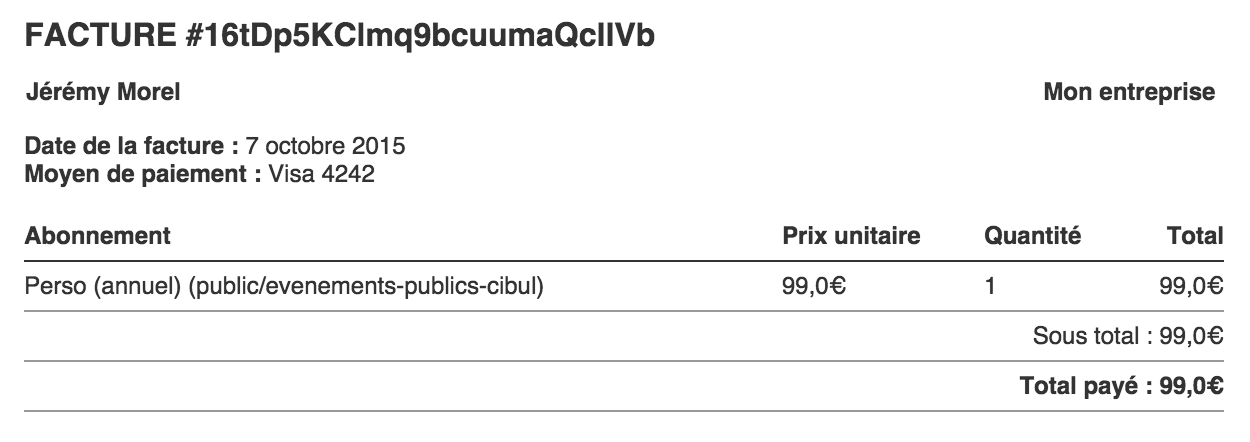 FACTURE #16tDp5KClmq9bcuumaQcllVb
Jérémy Morel Mon entreprise
Date de la facture : 7 octobre 2015
Moyen de paiement : Visa 4242
Abonnement Prix unitaire Quantité Total
Perso (annuel) (public/evenements-publics-cibul) 99,0€ 1 99,0€
Sous total : 99,0€
Total payé : 99,0€